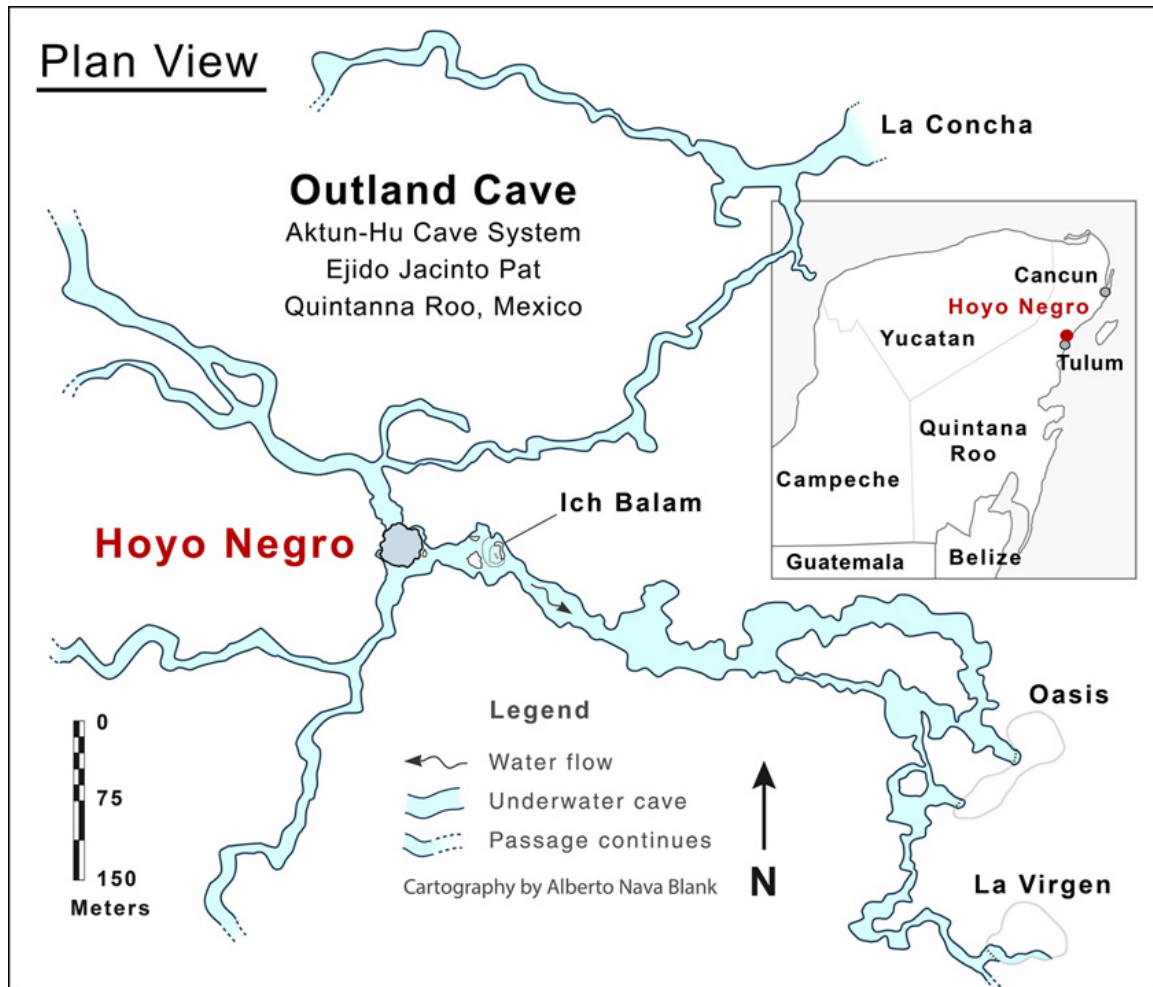 Plan View
La Concha
Outland Cave
Aktun-Hu Cave System
Ejido Jacinto Pat
Quintanna Roo, Mexico
Cancun
Hoyo Negro
Yucatan
Tulum
Quintana
Roo
Campeche
Guatemala
Belize
Ich Balam
Hoyo Negro
Oasis
La Virgen
0
75
150
Meters
Legend
Water flow
Underwater cave
Passage continues
Cartography by Alberto Nava Blank
N